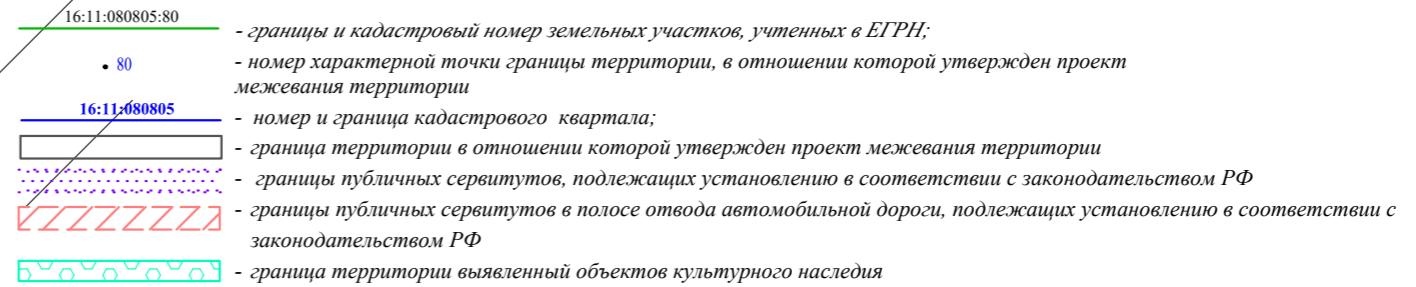 16:11:080805:80 - границы и кадастровый номер земельных участков, учтенных в ЕГРН;
80 - номер характерной точки границы территории, в отношении которой утвержден проект
межевания территории
16:11:080805 - номер и граница кадастрового квартала;
- граница территории в отношении которой утвержден проект межевания территории
- границы публичных сервитутов, подлежащих установлению в соответствии с законодательством РФ
- границы публичных сервитутов в полосе отвода автомобильной дороги, подлежащих установлению в соответствии с
законодательством РФ
- граница территории выявленный объектов культурного наследия